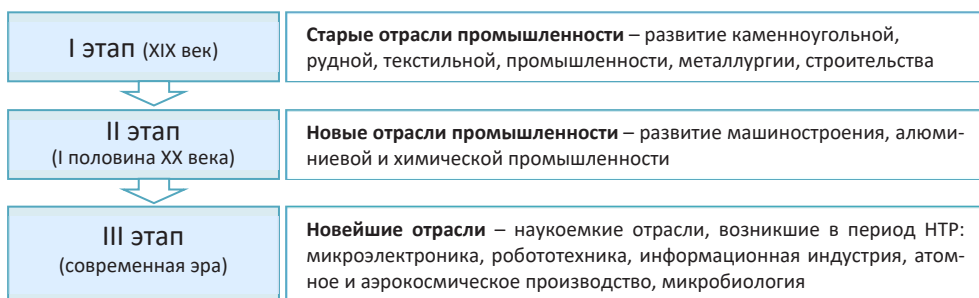 I этап (XIX век)
Старые отрасли промышленности – развитие каменноугольной,
рудной, текстильной, промышленности, металлургии, строительства
II этап
(I половина XX века)
Новые отрасли промышленности – развитие машиностроения, алюми-
ниевой и химической промышленности
III этап
(современная эра)
Новейшие отрасли – наукоемкие отрасли, возникшие в период НТР:
микроэлектроника, робототехника, информационная индустрия, атом-
ное и аэрокосмическое производство, микробиология